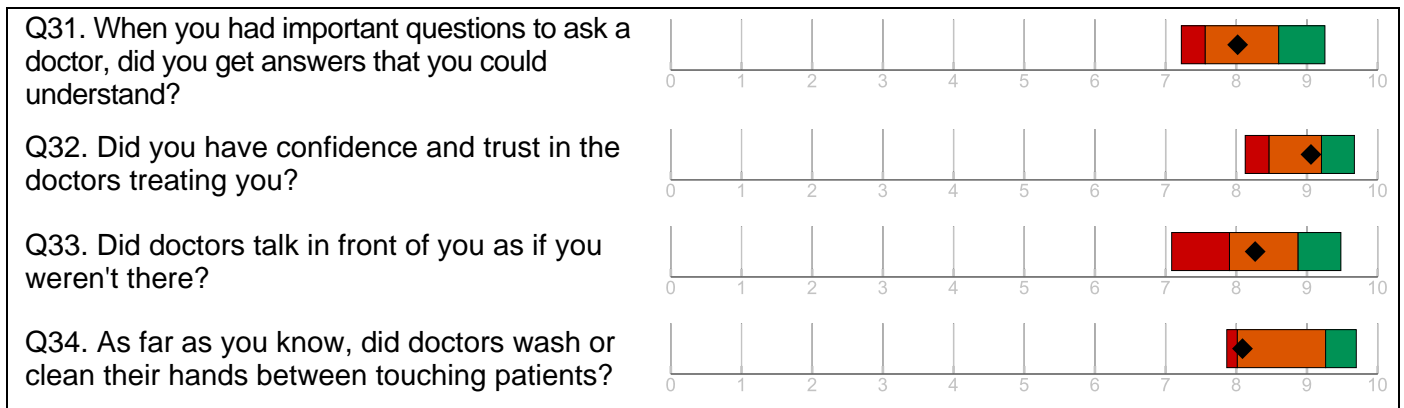 Q31. When you had important questions to ask a
doctor, did you get answers that you could
understand?
0 1 2 3 4 5 6 7 8 9 10
Q32. Did you have confidence and trust in the
doctors treating you?
0 1 2 3 4 5 6 7 8 9 10
Q33. Did doctors talk in front of you as if you
weren't there?
0 1 2 3 4 5 6 7 8 9 10
Q34. As far as you know, did doctors wash or
clean their hands between touching patients?
0 1 2 3 4 5 6 7 8 9 10